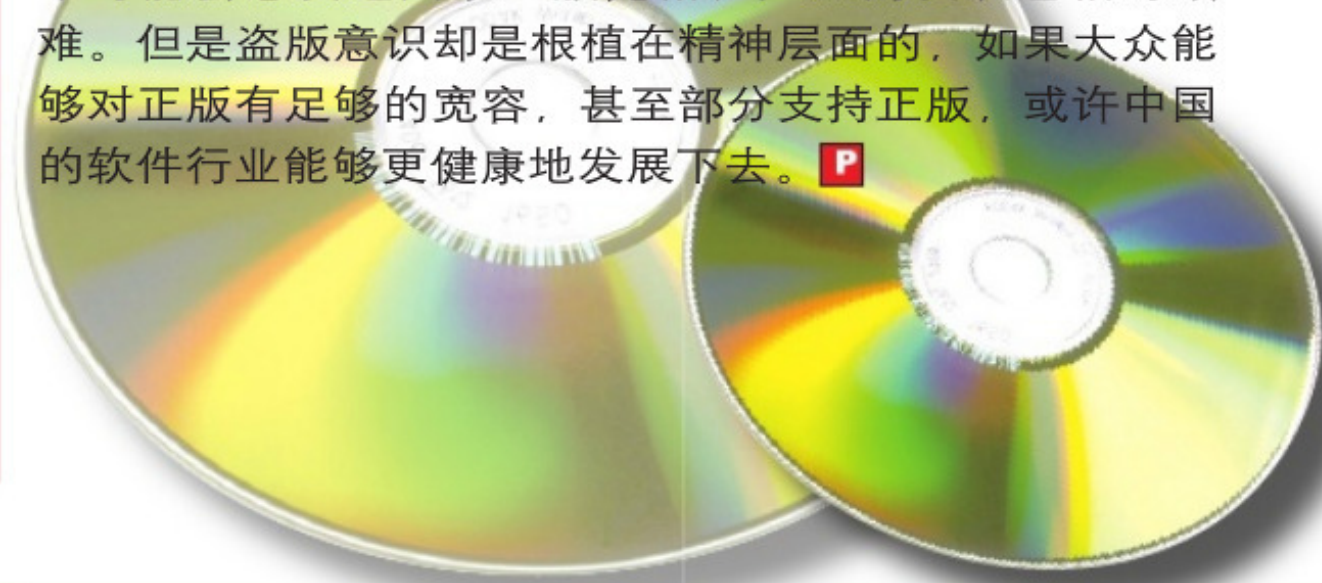 难。但是盗版意识却是根植在精神层面的，如果大众能
够对正版有足够的宽容，甚至部分支持正版，或许中国
的软件行业能够更健康地发展下去。P